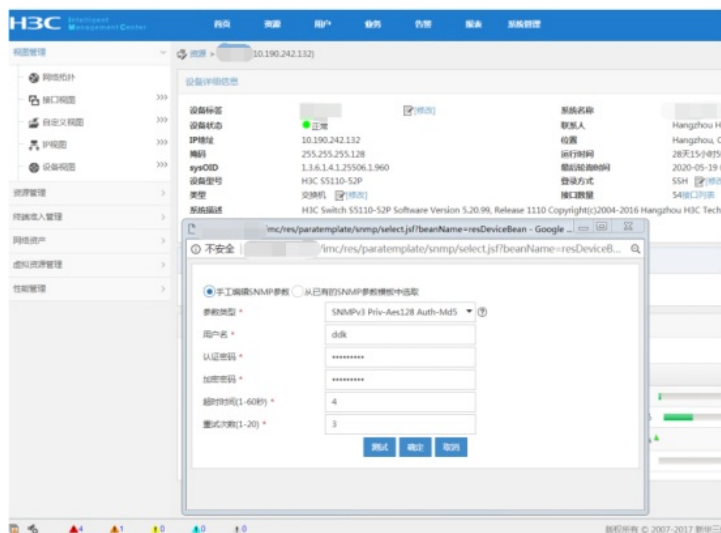 H3C Intelligent Management Center
首页 资源 用户 业务 告警 报表 系统管理
视图管理
资源 > 10.190.242.132)
网络拓扑
接口视图 >>>
自定义视图 >>>
IP视图 >>>
设备视图 >>>
资源管理 >
终端准入管理 >
网络资产 >
虚拟资源管理 >
性能管理 >
设备详细信息
设备标签 [修改] 系统名称
设备状态 正常 联系人 Hangzhou H
IP地址 10.190.242.132 位置 Hangzhou, C
掩码 255.255.255.128 运行时间 28天15小时5
sysOID 1.3.6.1.4.1.25506.1.960 最后轮询时间 2020-05-19
设备型号 H3C S5110-52P 登录方式 SSH [修改
类型 交换机 [修改] 接口数量 54接口列表
系统描述 H3C Switch S5110-52P Software Version 5.20.99, Release 1110 Copyright(c)2004-2016 Hangzhou H3C Tech
imc/res/paratemplate/snmp/select.jsf?beanName=resDeviceBean - Google ...
不安全 /imc/res/paratemplate/snmp/select.jsf?beanName=resDeviceB...
手工编辑SNMP参数 从已有的SNMP参数模板中选取
参数类型 * SNMPv3 Priv-Aes128 Auth-Md5
用户名 * ddk
认证密码 * •••••••••
加密密码 * •••••••••
超时时间(1-60秒) * 4
重试次数(1-20) * 3
测试 确定 取消
4 1 0 0 0
版权所有 © 2007-2017 新华三